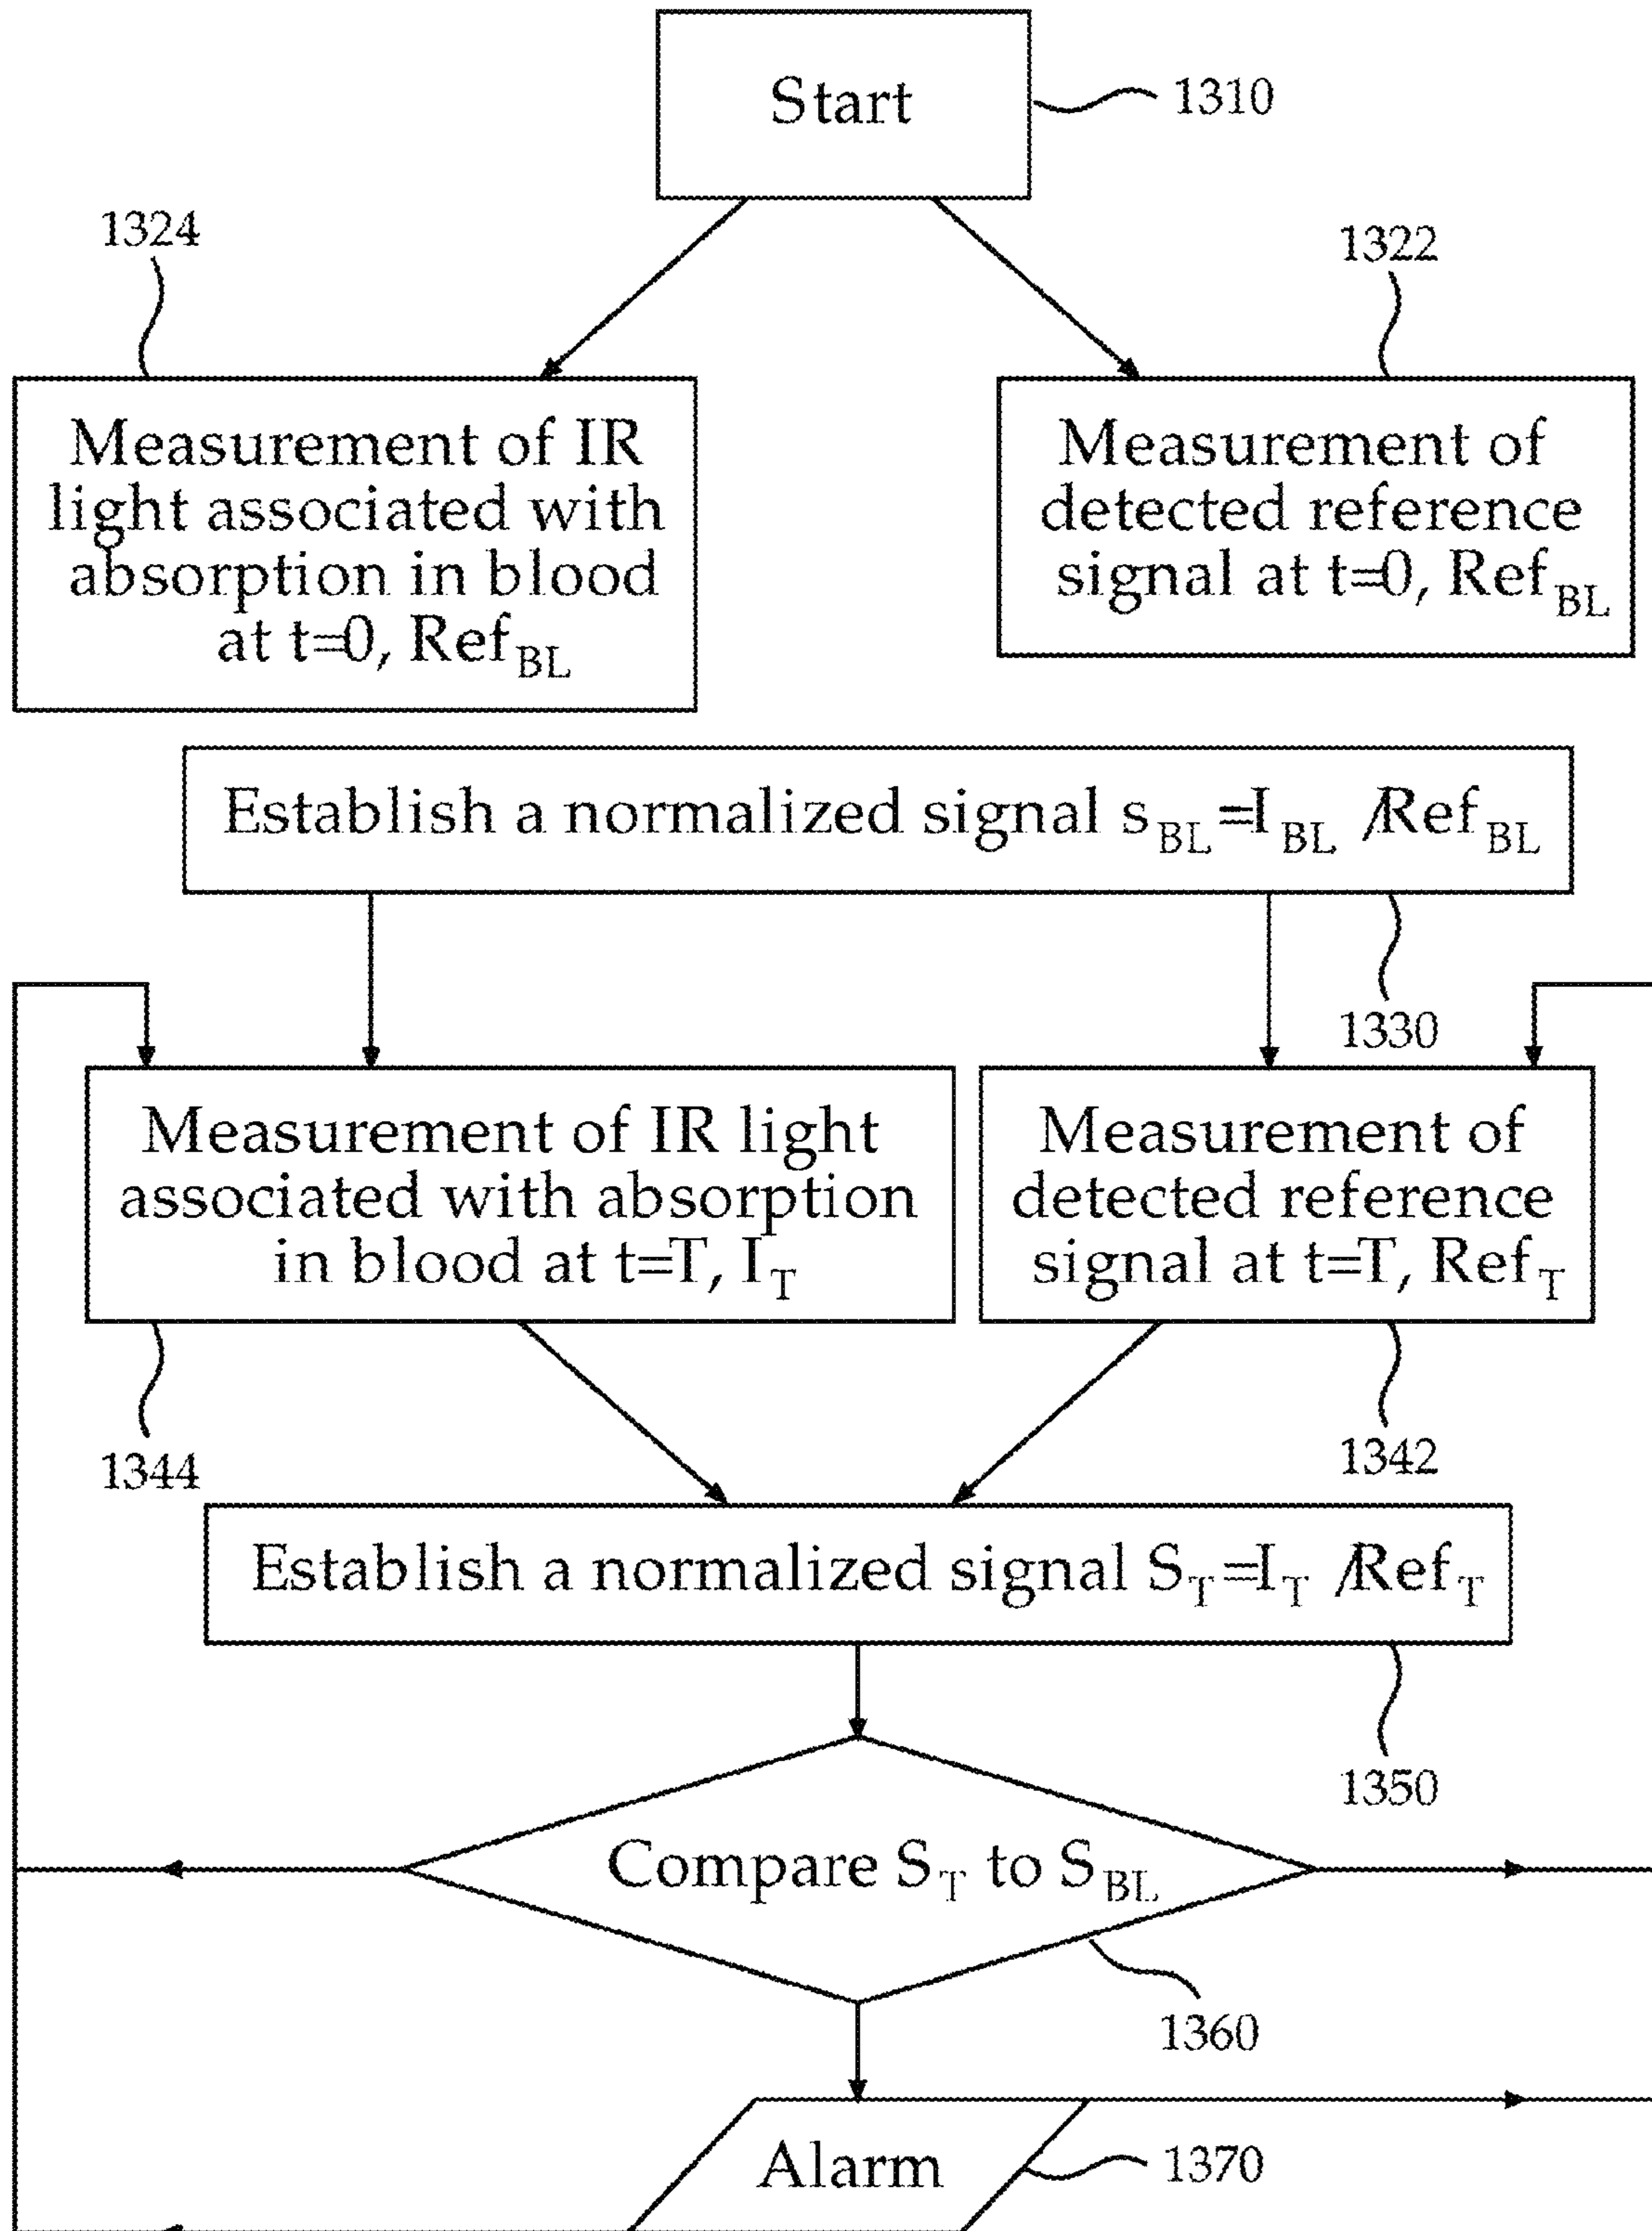 Start
1310
1324
1322
Measurement of IR
light associated with
absorption in blood
at t=0, Ref_BL
Measurement of
detected reference
signal at t=0, Ref_BL
Establish a normalized signal s_BL=I_BL /Ref_BL
1330
Measurement of IR light
associated with absorption
in blood at t=T, I_T
Measurement of
detected reference
signal at t=T, Ref_T
1344
1342
Establish a normalized signal S_T=I_T /Ref_T
1350
Compare S_T to S_BL
1360
Alarm
1370